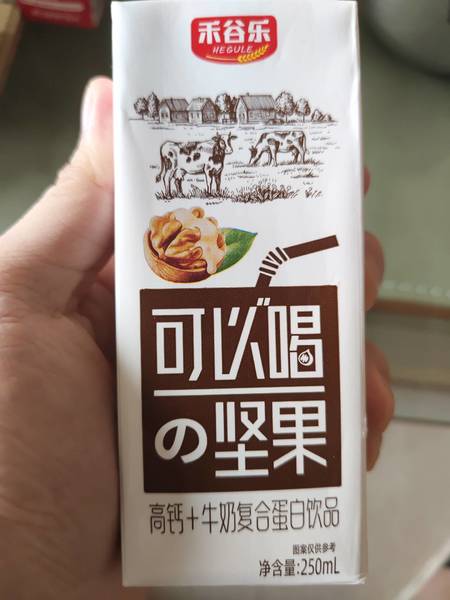 禾谷乐
HEGULE
可以喝
の坚果
高钙+牛奶复合蛋白饮品
图案仅供参考
净含量:250mL